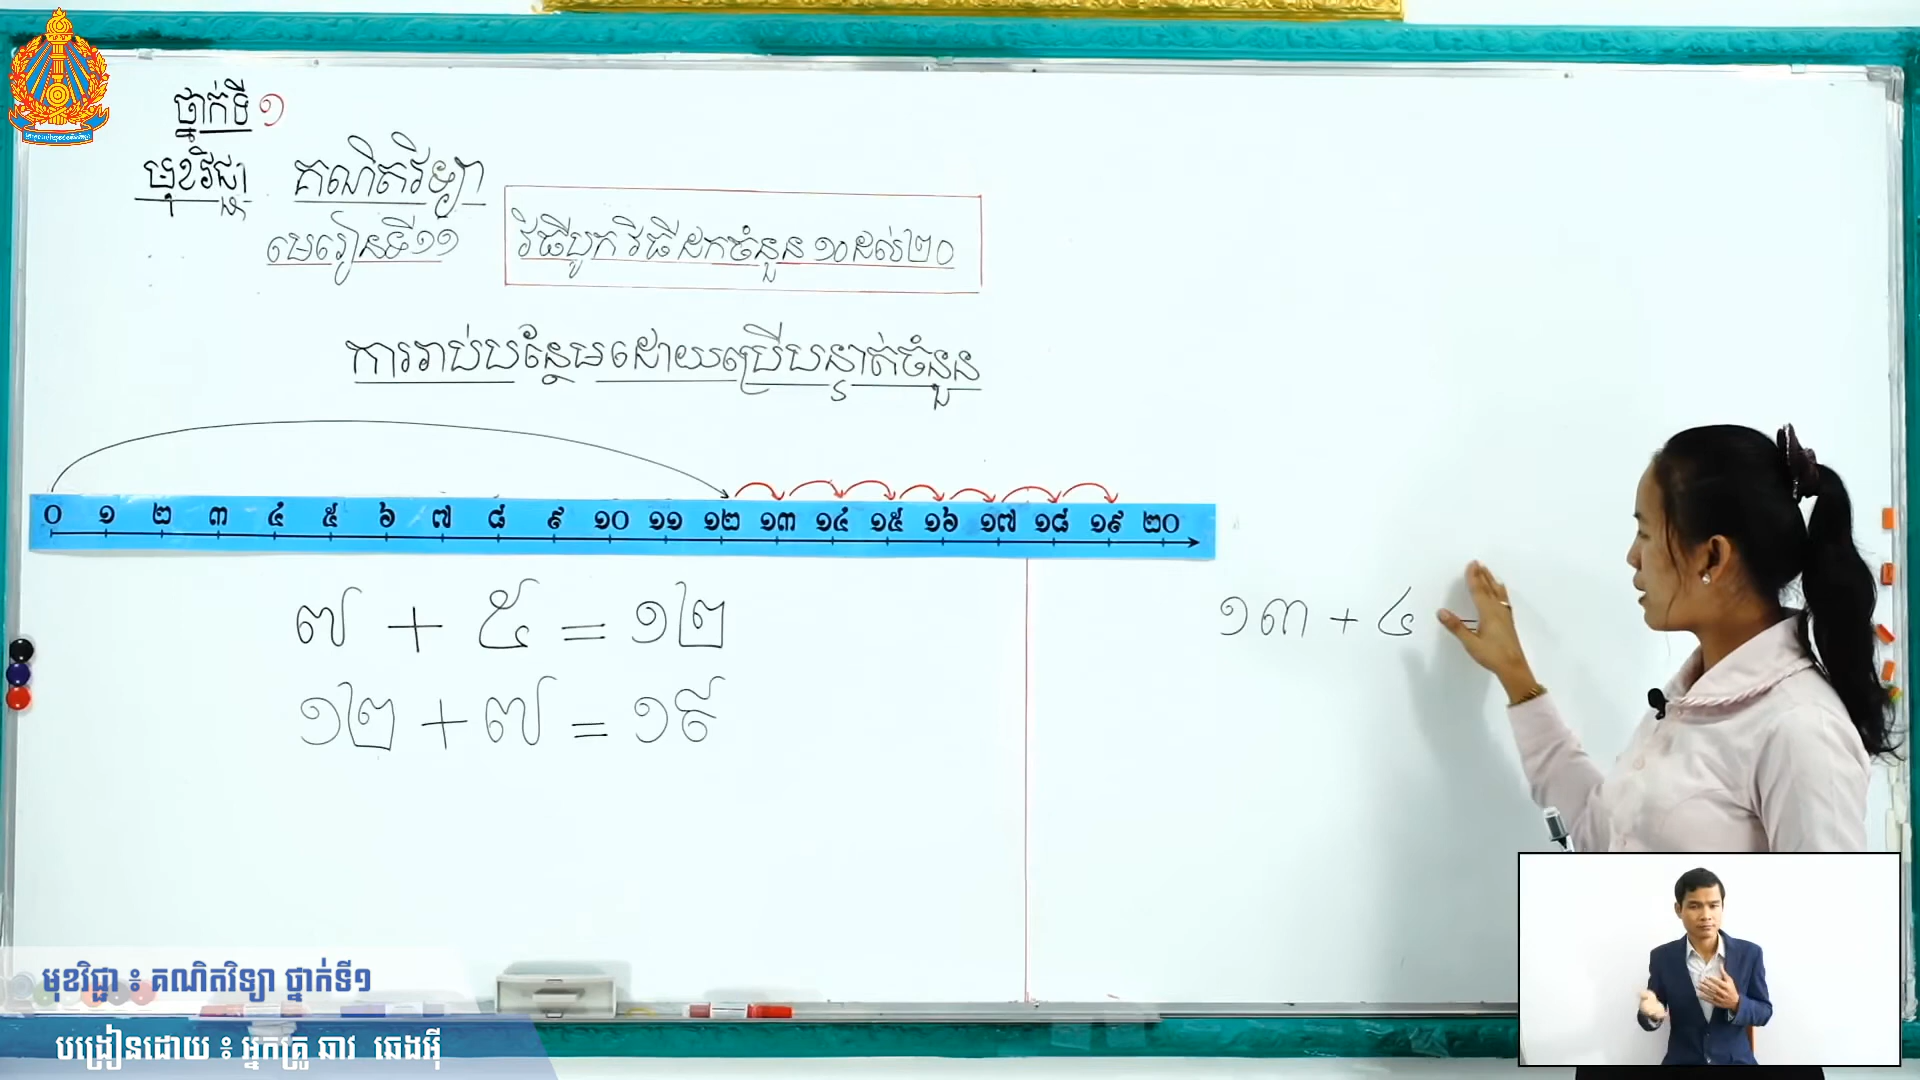 ថ្នាក់ទី ១
មុខវិជ្ជា គណិតវិទ្យា
មេរៀនទី១១ វិធីបូក វិធីដកចំនួន ១០ដល់២០
ការរាប់បន្ថែមដោយប្រើបន្ទាត់ចំនួន
០ ១ ២ ៣ ៤ ៥ ៦ ៧ ៨ ៩ ១០ ១១ ១២ ១៣ ១៤ ១៥ ១៦ ១៧ ១៨ ១៩ ២០
៧ + ៥ = ១២
១២ + ៧ = ១៩
១៣ + ៤ =
មុខវិជ្ជា ៖ គណិតវិទ្យា ថ្នាក់ទី១
បង្រៀនដោយ ៖ អ្នកគ្រូ ឆាវ ឆេងអ៊ី